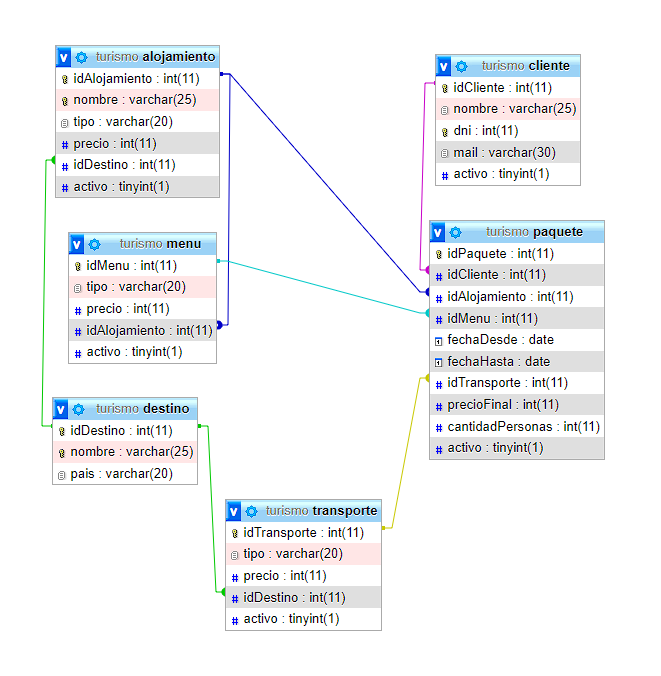 turismo alojamiento
idAlojamiento : int(11)
nombre : varchar(25)
tipo : varchar(20)
# precio : int(11)
# idDestino : int(11)
# activo : tinyint(1)
turismo cliente
idCliente : int(11)
nombre : varchar(25)
dni : int(11)
mail : varchar(30)
# activo : tinyint(1)
turismo menu
idMenu : int(11)
tipo : varchar(20)
# precio : int(11)
# idAlojamiento : int(11)
# activo : tinyint(1)
turismo paquete
idPaquete : int(11)
# idCliente : int(11)
# idAlojamiento : int(11)
# idMenu : int(11)
fechaDesde : date
fechaHasta : date
# idTransporte : int(11)
# precioFinal : int(11)
# cantidadPersonas : int(11)
# activo : tinyint(1)
turismo destino
idDestino : int(11)
nombre : varchar(25)
pais : varchar(20)
turismo transporte
idTransporte : int(11)
tipo : varchar(20)
# precio : int(11)
# idDestino : int(11)
# activo : tinyint(1)